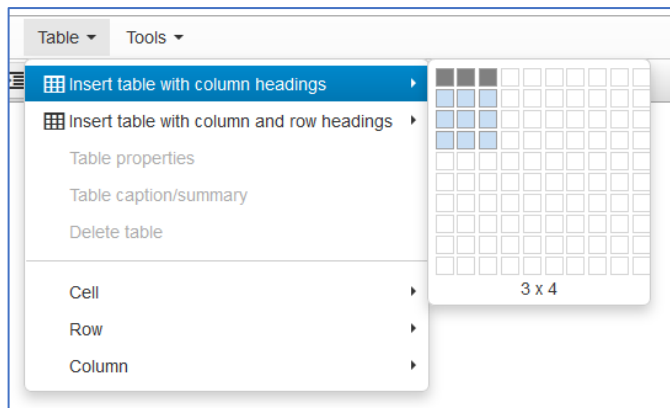 Table Tools
Insert table with column headings
Insert table with column and row headings
Table properties
Table caption/summary
Delete table
3 x 4
Cell
Row
Column